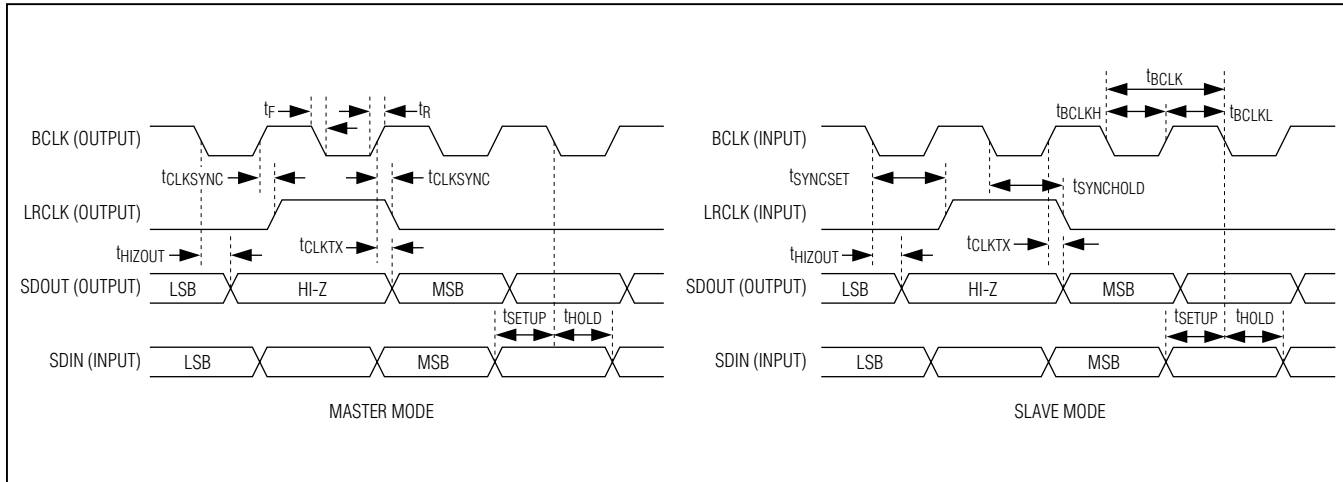 tF
tR
BCLK (OUTPUT)
tCLKSYNC
tCLKSYNC
LRCLK (OUTPUT)
tHIZOUT
tCLKTX
SDOUT (OUTPUT)
LSB
HI-Z
MSB
tSETUP
tHOLD
SDIN (INPUT)
LSB
MSB
MASTER MODE
tBCLK
tBCLKH
tBCLKL
BCLK (INPUT)
tSYNCSET
tSYNCHOLD
LRCLK (INPUT)
tHIZOUT
tCLKTX
SDOUT (OUTPUT)
LSB
HI-Z
MSB
tSETUP
tHOLD
SDIN (INPUT)
LSB
MSB
SLAVE MODE